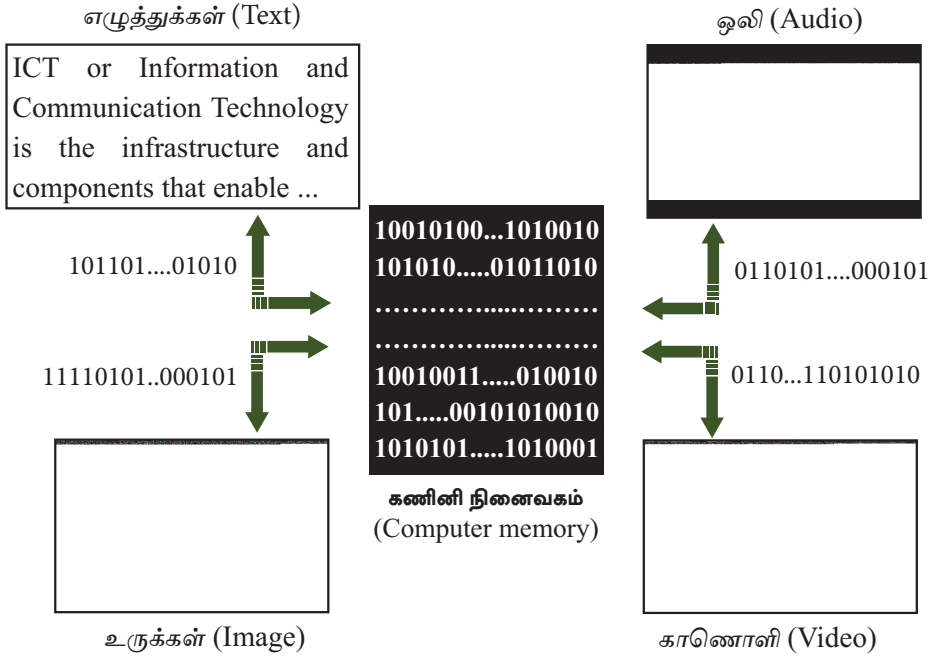 எழுத்துக்கள் (Text)
ICT or Information and
Communication Technology
is the infrastructure and
components that enable ...
101101....01010
11110101..000101
உருக்கள் (Image)
10010100...1010010
101010.....01011010
......................
......................
10010011.....010010
101.....00101010010
1010101.....1010001
கணினி நினைவகம்
(Computer memory)
ஒலி (Audio)
0110101....000101
0110...110101010
காணொளி (Video)